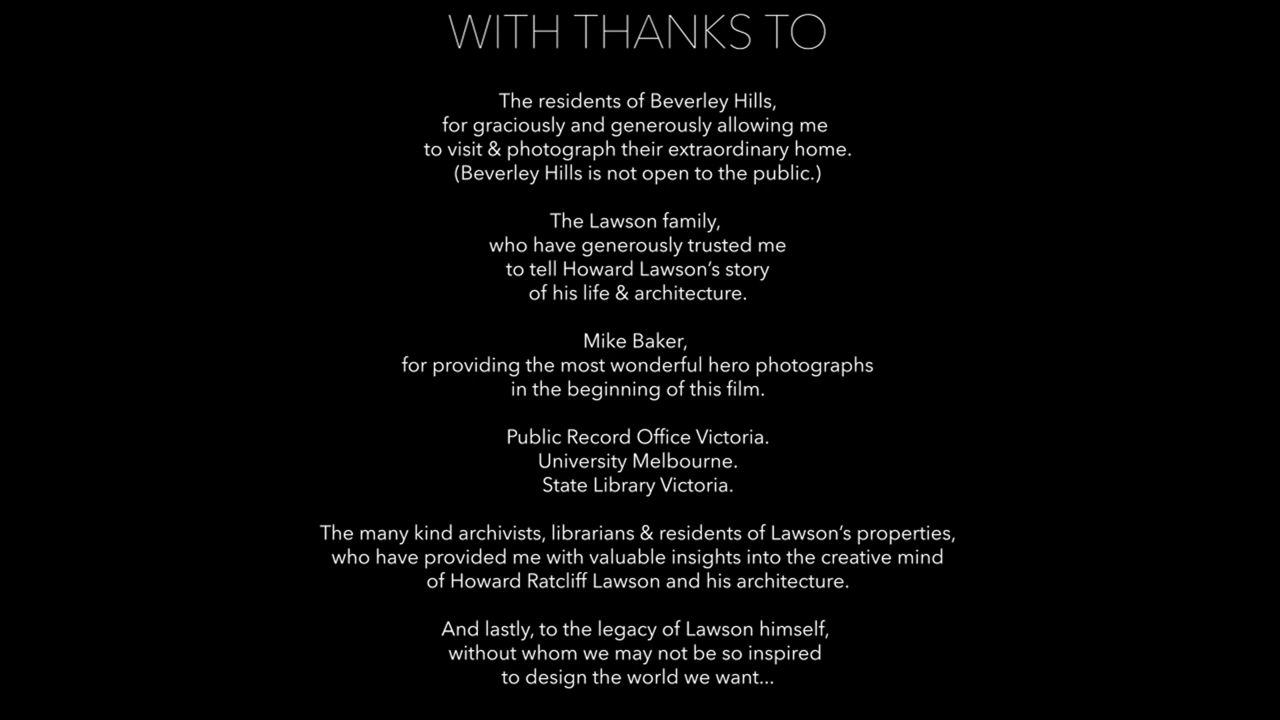 WITH THANKS TO
The residents of Beverley Hills,
for graciously and generously allowing me
to visit & photograph their extraordinary home.
(Beverley Hills is not open to the public.)
The Lawson family,
who have generously trusted me
to tell Howard Lawson’s story
of his life & architecture.
Mike Baker,
for providing the most wonderful hero photographs
in the beginning of this film.
Public Record Office Victoria.
University Melbourne.
State Library Victoria.
The many kind archivists, librarians & residents of Lawson’s properties,
who have provided me with valuable insights into the creative mind
of Howard Ratcliff Lawson and his architecture.
And lastly, to the legacy of Lawson himself,
without whom we may not be so inspired
to design the world we want...